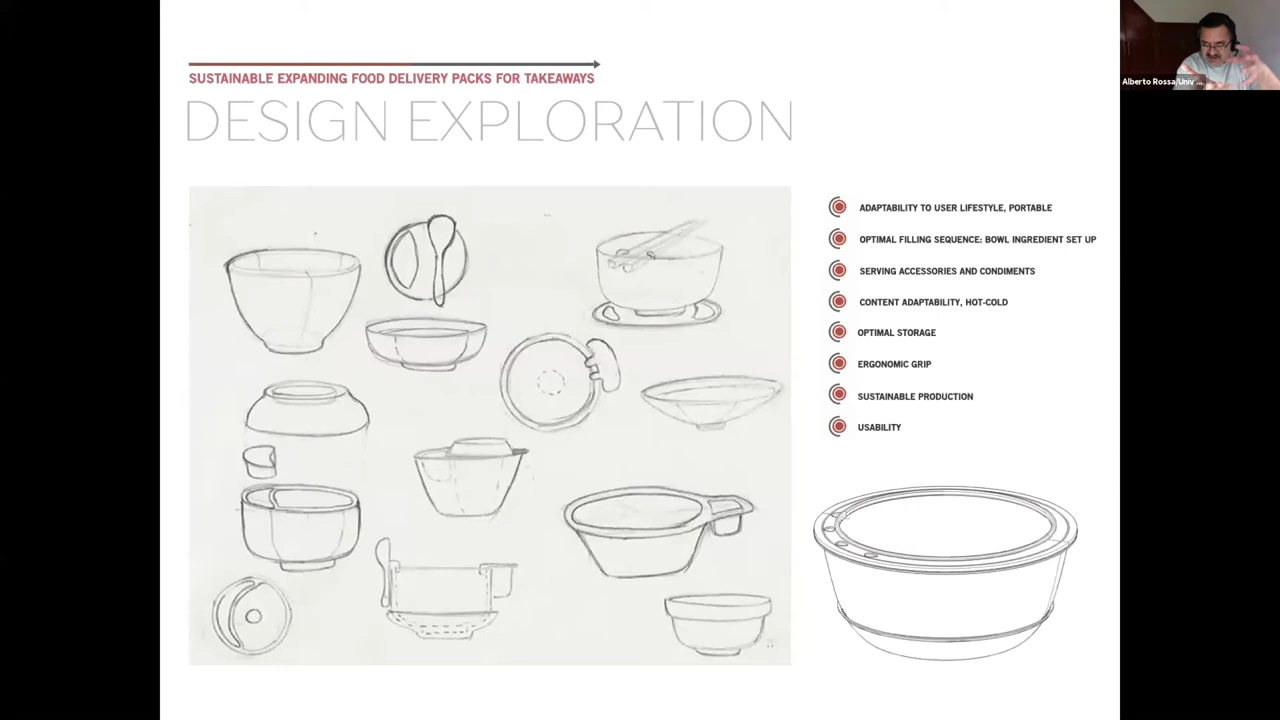 SUSTAINABLE EXPANDING FOOD DELIVERY PACKS FOR TAKEAWAYS
DESIGN EXPLORATION
ADAPTABILITY TO USER LIFESTYLE, PORTABLE
OPTIMAL FILLING SEQUENCE: BOWL INGREDIENT SET UP
SERVING ACCESSORIES AND CONDIMENTS
CONTENT ADAPTABILITY, HOT-COLD
OPTIMAL STORAGE
ERGONOMIC GRIP
SUSTAINABLE PRODUCTION
USABILITY
Alberto Rossa/Univ ...